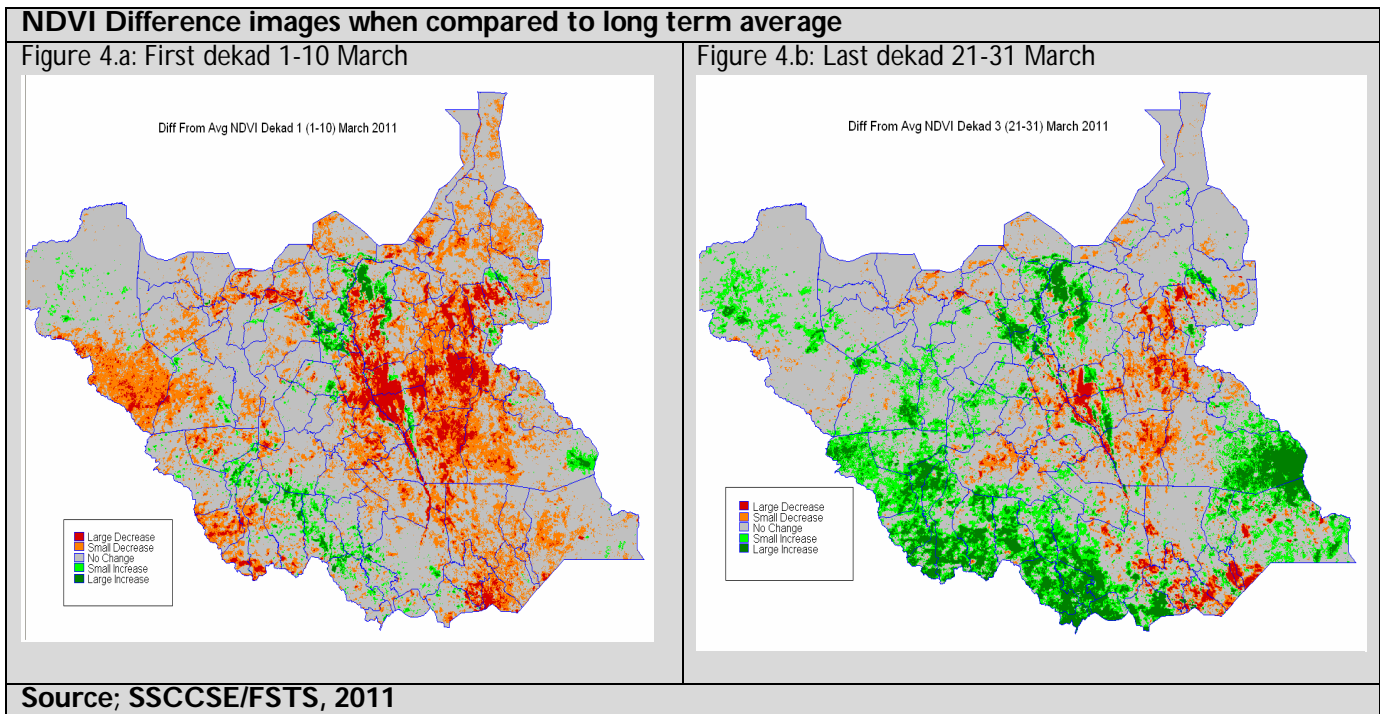 NDVI Difference images when compared to long term average
Figure 4.a: First dekad 1-10 March
Diff From Avg NDVI Dekad 1 (1-10) March 2011
Large Decrease
Small Decrease
No Change
Small Increase
Large Increase
Figure 4.b: Last dekad 21-31 March
Diff From Avg NDVI Dekad 3 (21-31) March 2011
Large Decrease
Small Decrease
No Change
Small Increase
Large Increase
Source; SSCCSE/FSTS, 2011